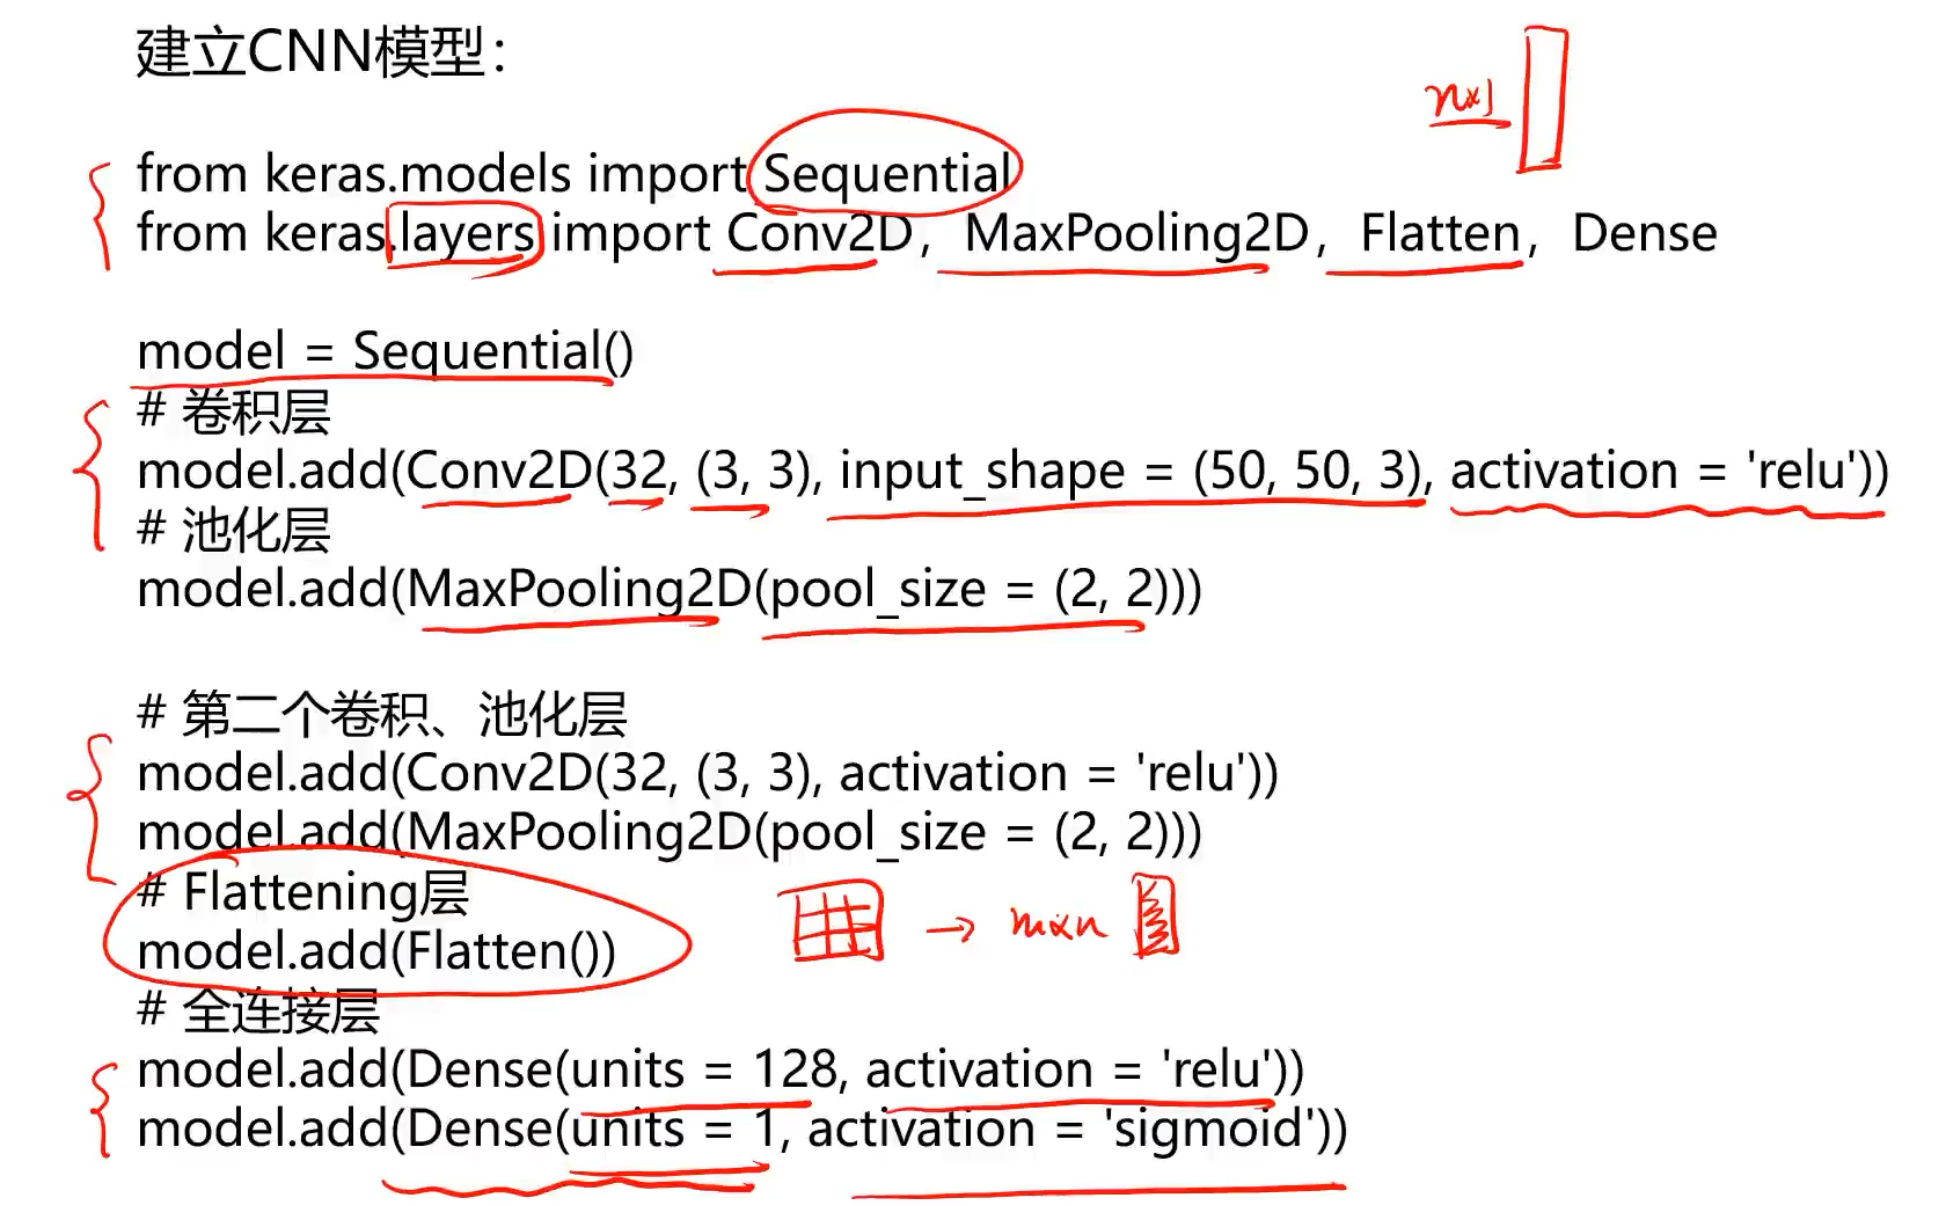 建立CNN模型：
n×1
from keras.models import Sequential
from keras.layers import Conv2D，MaxPooling2D，Flatten，Dense
model = Sequential()
# 卷积层
model.add(Conv2D(32, (3, 3), input_shape = (50, 50, 3), activation = 'relu'))
# 池化层
model.add(MaxPooling2D(pool_size = (2, 2)))
# 第二个卷积、池化层
model.add(Conv2D(32, (3, 3), activation = 'relu'))
model.add(MaxPooling2D(pool_size = (2, 2)))
# Flattening层
model.add(Flatten())
→ m×n
# 全连接层
model.add(Dense(units = 128, activation = 'relu'))
model.add(Dense(units = 1, activation = 'sigmoid'))